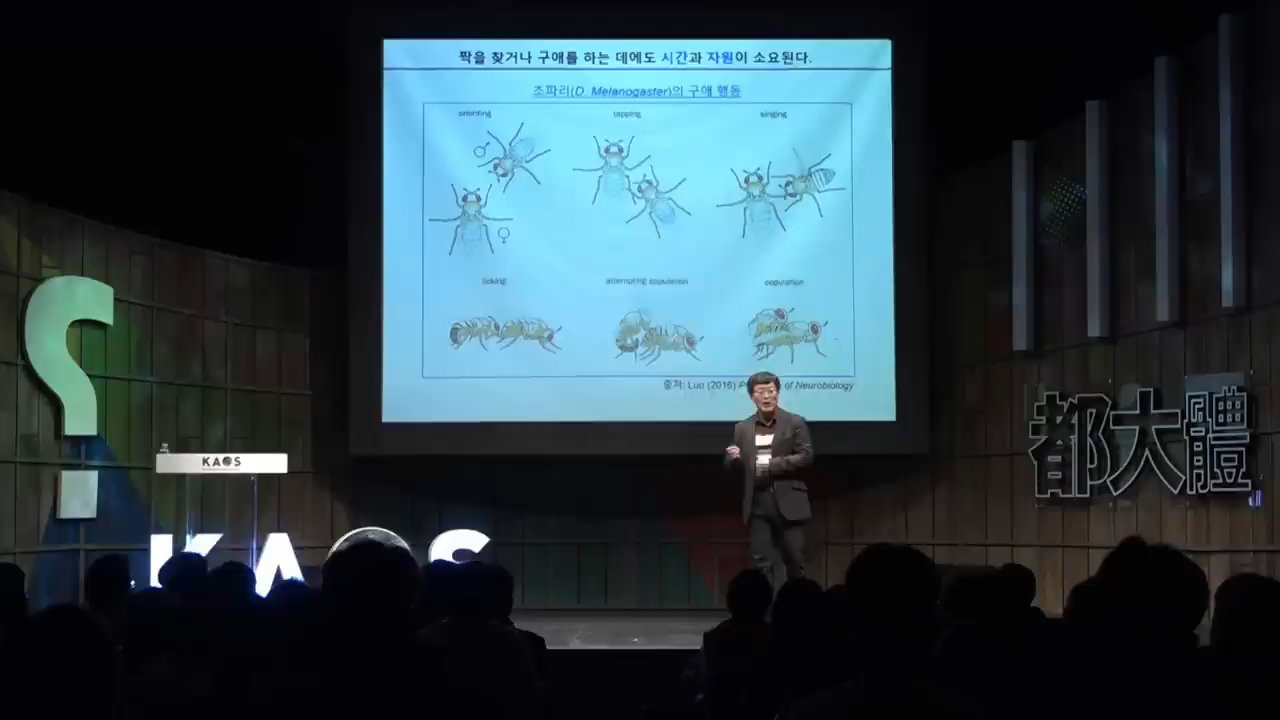 짝을 찾거나 구애를 하는 데에도 시간과 자원이 소요된다.
초파리(D. Melanogaster)의 구애 행동
orienting
tapping
singing
♂
♀
licking
attempting copulation
copulation
출처: Luo (2016) of Neurobiology
?
KAOS
KAOS
都大體